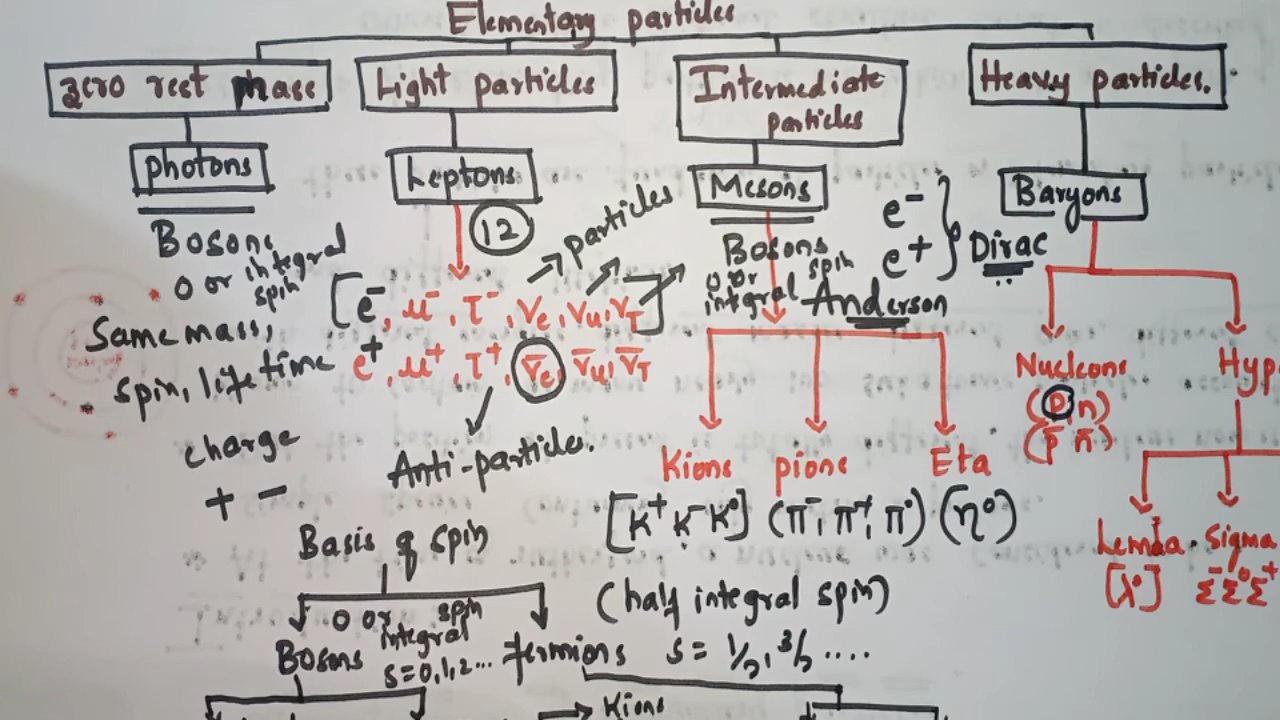 Elementary particles
zero rest phase
Light particles
Intermediate
particles
Heavy particles.
photons
Leptons
Mesons
Baryons
Bosons
0 or integral
spin
Same mass,
spin, life time
charge
+ −
12
particles
[e⁻, μ⁻, τ⁻, νe, νu, ντ]
e⁺, μ⁺, τ⁺, ν̄e, ν̄u, ν̄τ
Anti-particles.
Bosons
0 or spin
integral
e⁻
e⁺
} Dirac
Anderson
Kions pions Eta
[K⁺ K⁻ K⁰] (π⁻, π⁺, π⁰) (η⁰)
Nucleons
(P, n)
(p̄ n̄)
Hyp
Lemda
[λ⁰]
Sigma
Σ⁻ Σ⁰ Σ⁺
Basis of spin
0 or spin
integral
Bosons s=0,1,2...
fermions
(half integral spin)
s= 1/2, 3/2 ....
Kions